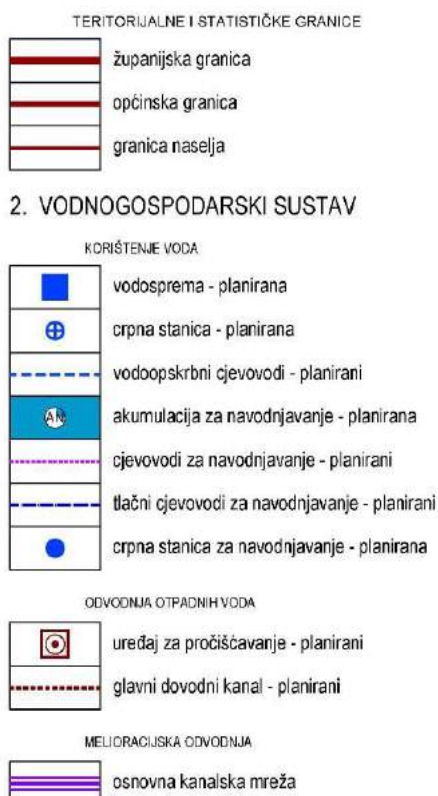 TERITORIJALNE I STATISTIČKE GRANICE
županijska granica
općinska granica
granica naselja
2. VODNOGOSPODARSKI SUSTAV
KORIŠTENJE VODA
vodosprema - planirana
crpna stanica - planirana
vodoopskrbni cjevovodi - planirani
AN
akumulacija za navodnjavanje - planirana
cjevovodi za navodnjavanje - planirani
tlačni cjevovodi za navodnjavanje - planirani
crpna stanica za navodnjavanje - planirana
ODVODNJA OTPADNIH VODA
uređaj za pročišćavanje - planirani
glavni dovodni kanal - planirani
MELIORACIJSKA ODVODNJA
osnovna kanalska mreža